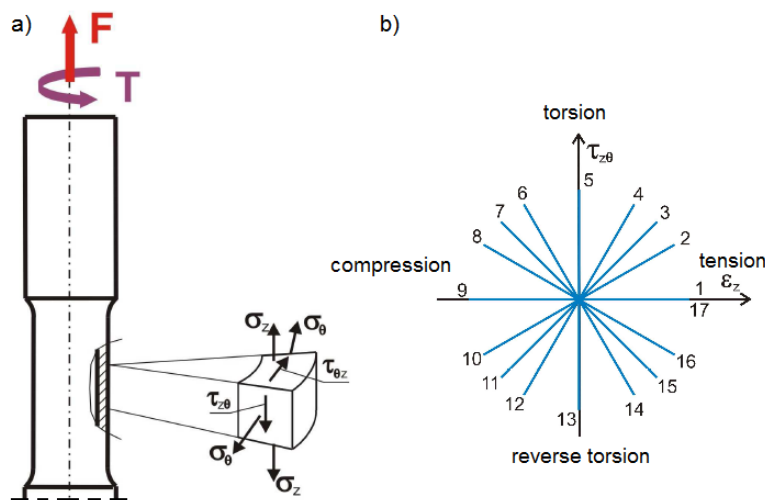 a)
F
T
σz
σθ
τθz
τzθ
σθ
σz
b)
torsion
τzθ
5
6
4
7
3
8
2
compression
tension
9
1
εz
17
10
16
11
15
12
14
13
reverse torsion